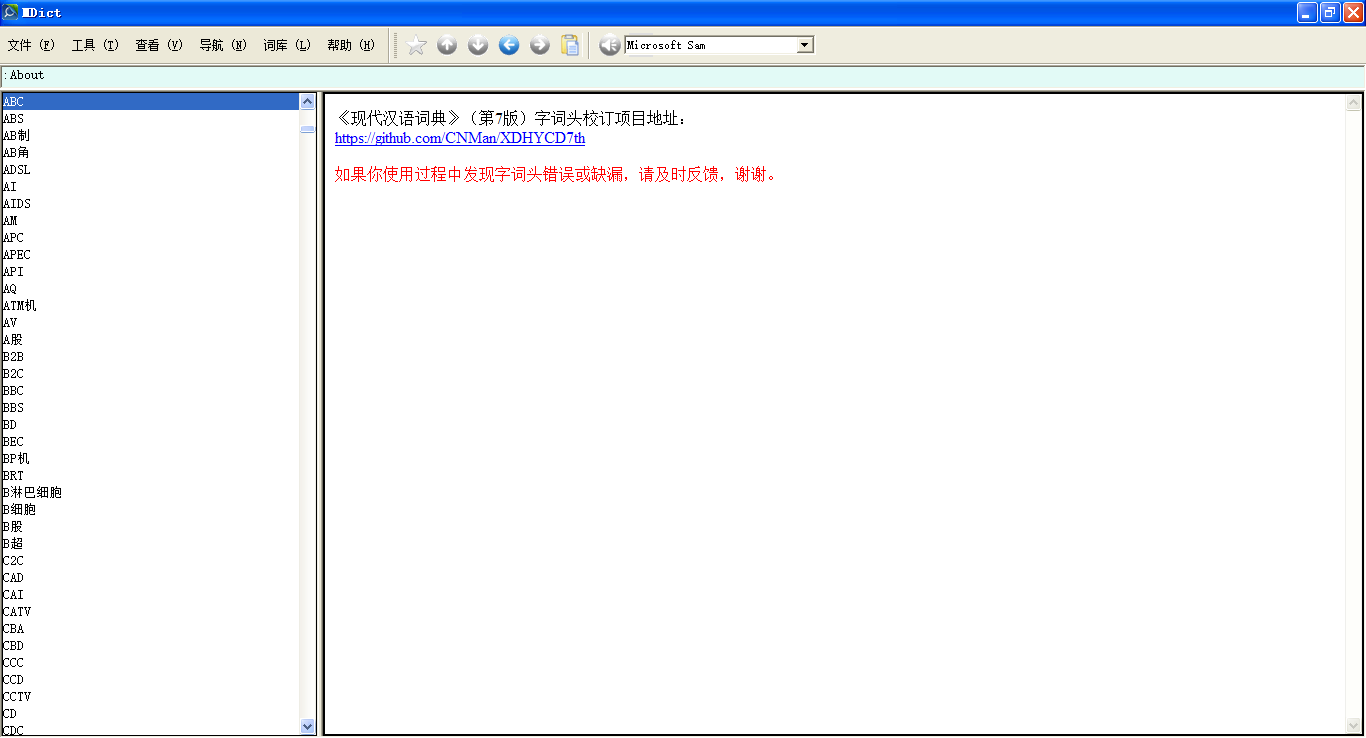 MDict
文件 (F) 工具 (T) 查看 (V) 导航 (N) 词库 (L) 帮助 (H) Microsoft Sam
:About
ABC
ABS
AB制
AB角
ADSL
AI
AIDS
AM
APC
APEC
API
AQ
ATM机
AV
A股
B2B
B2C
BBC
BBS
BD
BEC
BP机
BRT
B淋巴细胞
B细胞
B股
B超
C2C
CAD
CAI
CATV
CBA
CBD
CCC
CCD
CCTV
CD
CDC
《现代汉语词典》（第7版）字词头校订项目地址：
https://github.com/CNMan/XDHYCD7th
如果你使用过程中发现字词头错误或缺漏，请及时反馈，谢谢。